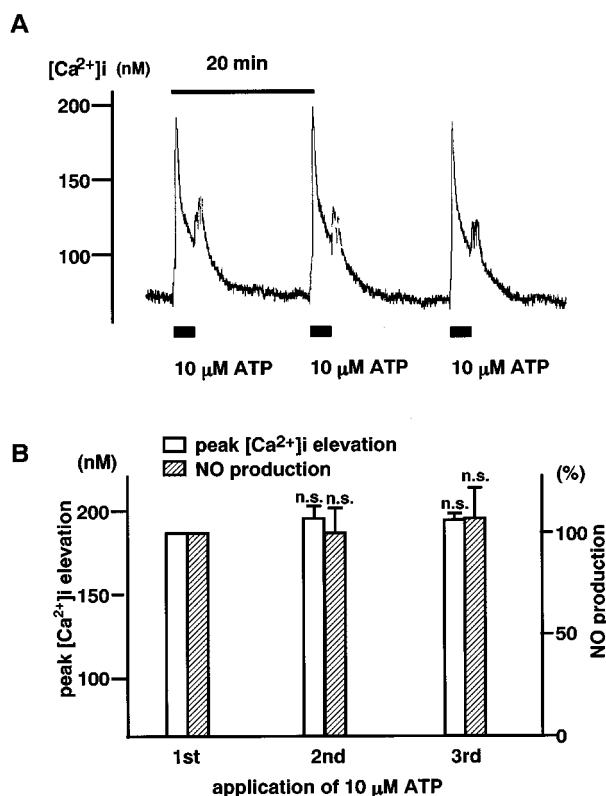 A
[Ca²⁺]i (nM)
20 min
200
150
100
10 µM ATP
10 µM ATP
10 µM ATP
B
(nM)
peak [Ca²⁺]i elevation
NO production
(%)
n.s.
n.s.
n.s.
n.s.
200
150
100
peak [Ca²⁺]i elevation
100
50
0
NO production
1st
2nd
3rd
application of 10 µM ATP